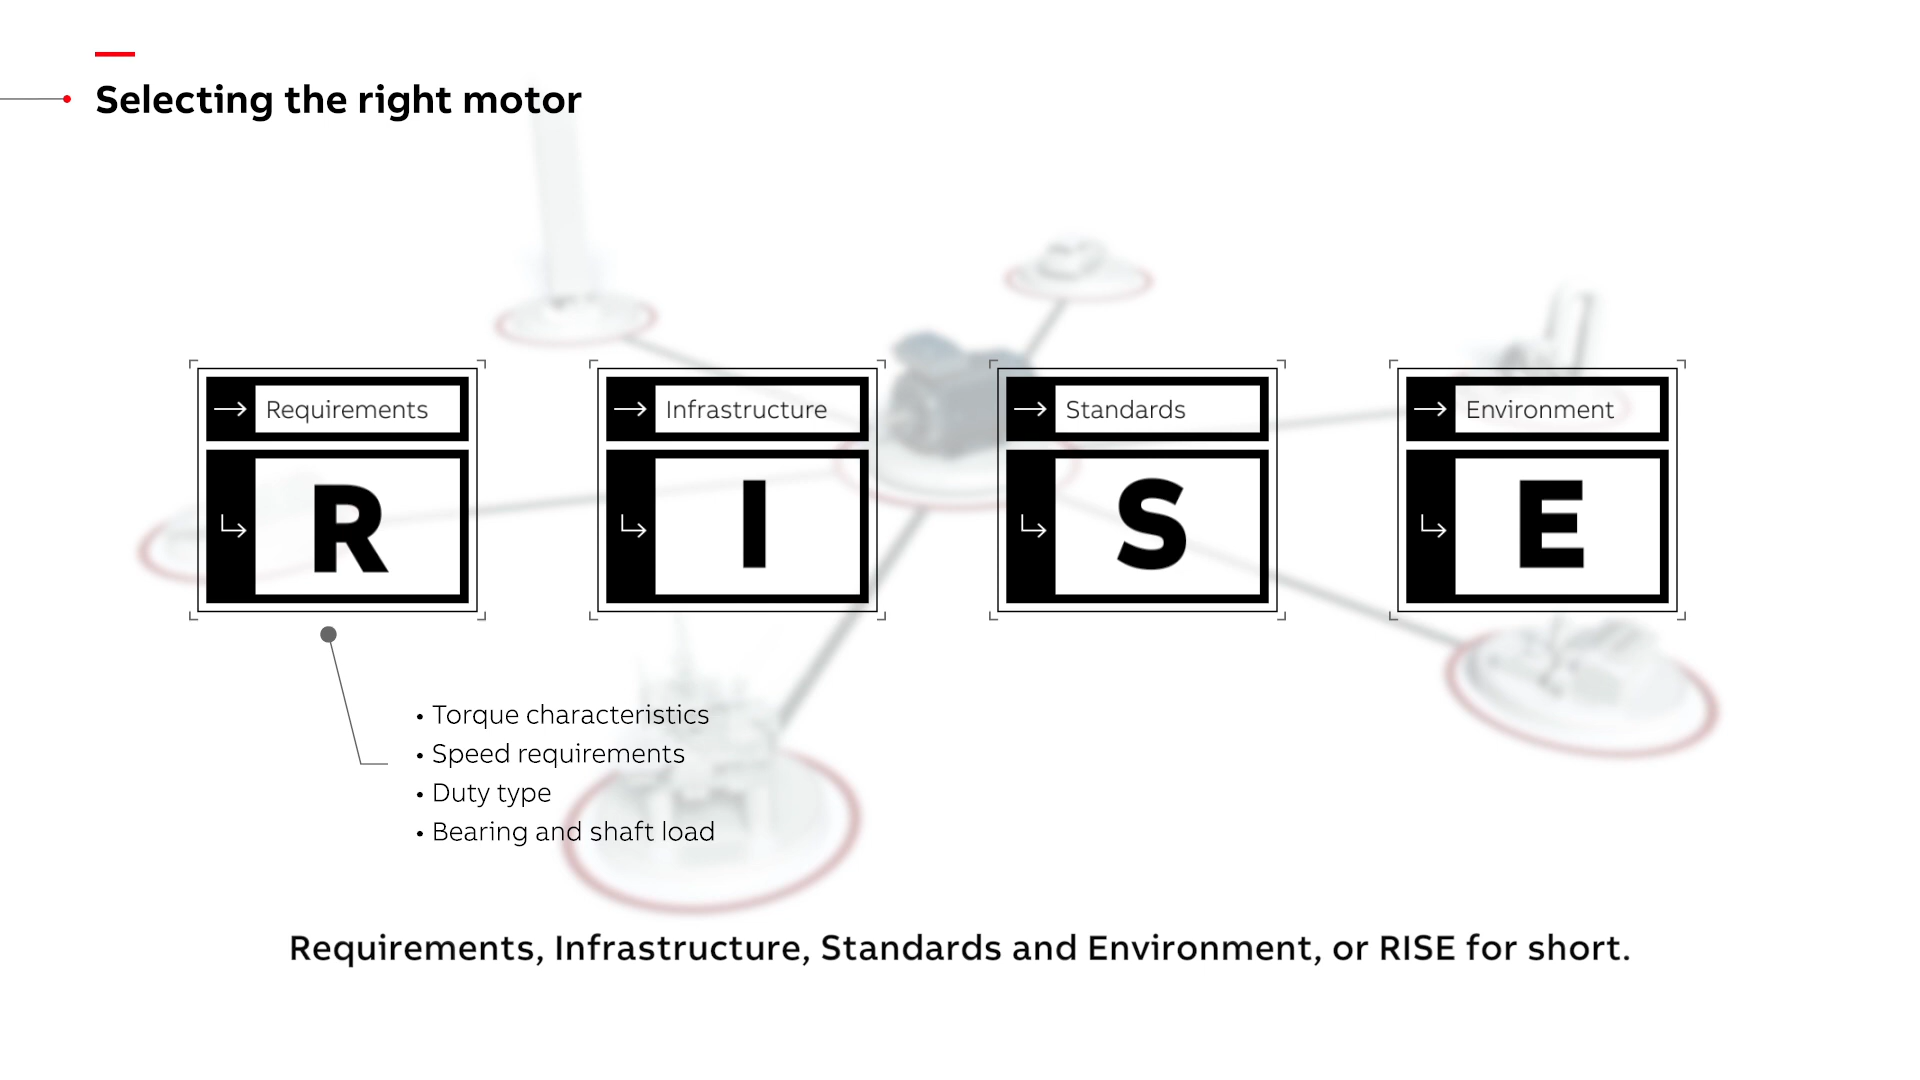 Selecting the right motor
Requirements
R
Infrastructure
I
Standards
S
Environment
E
• Torque characteristics
• Speed requirements
• Duty type
• Bearing and shaft load
Requirements, Infrastructure, Standards and Environment, or RISE for short.